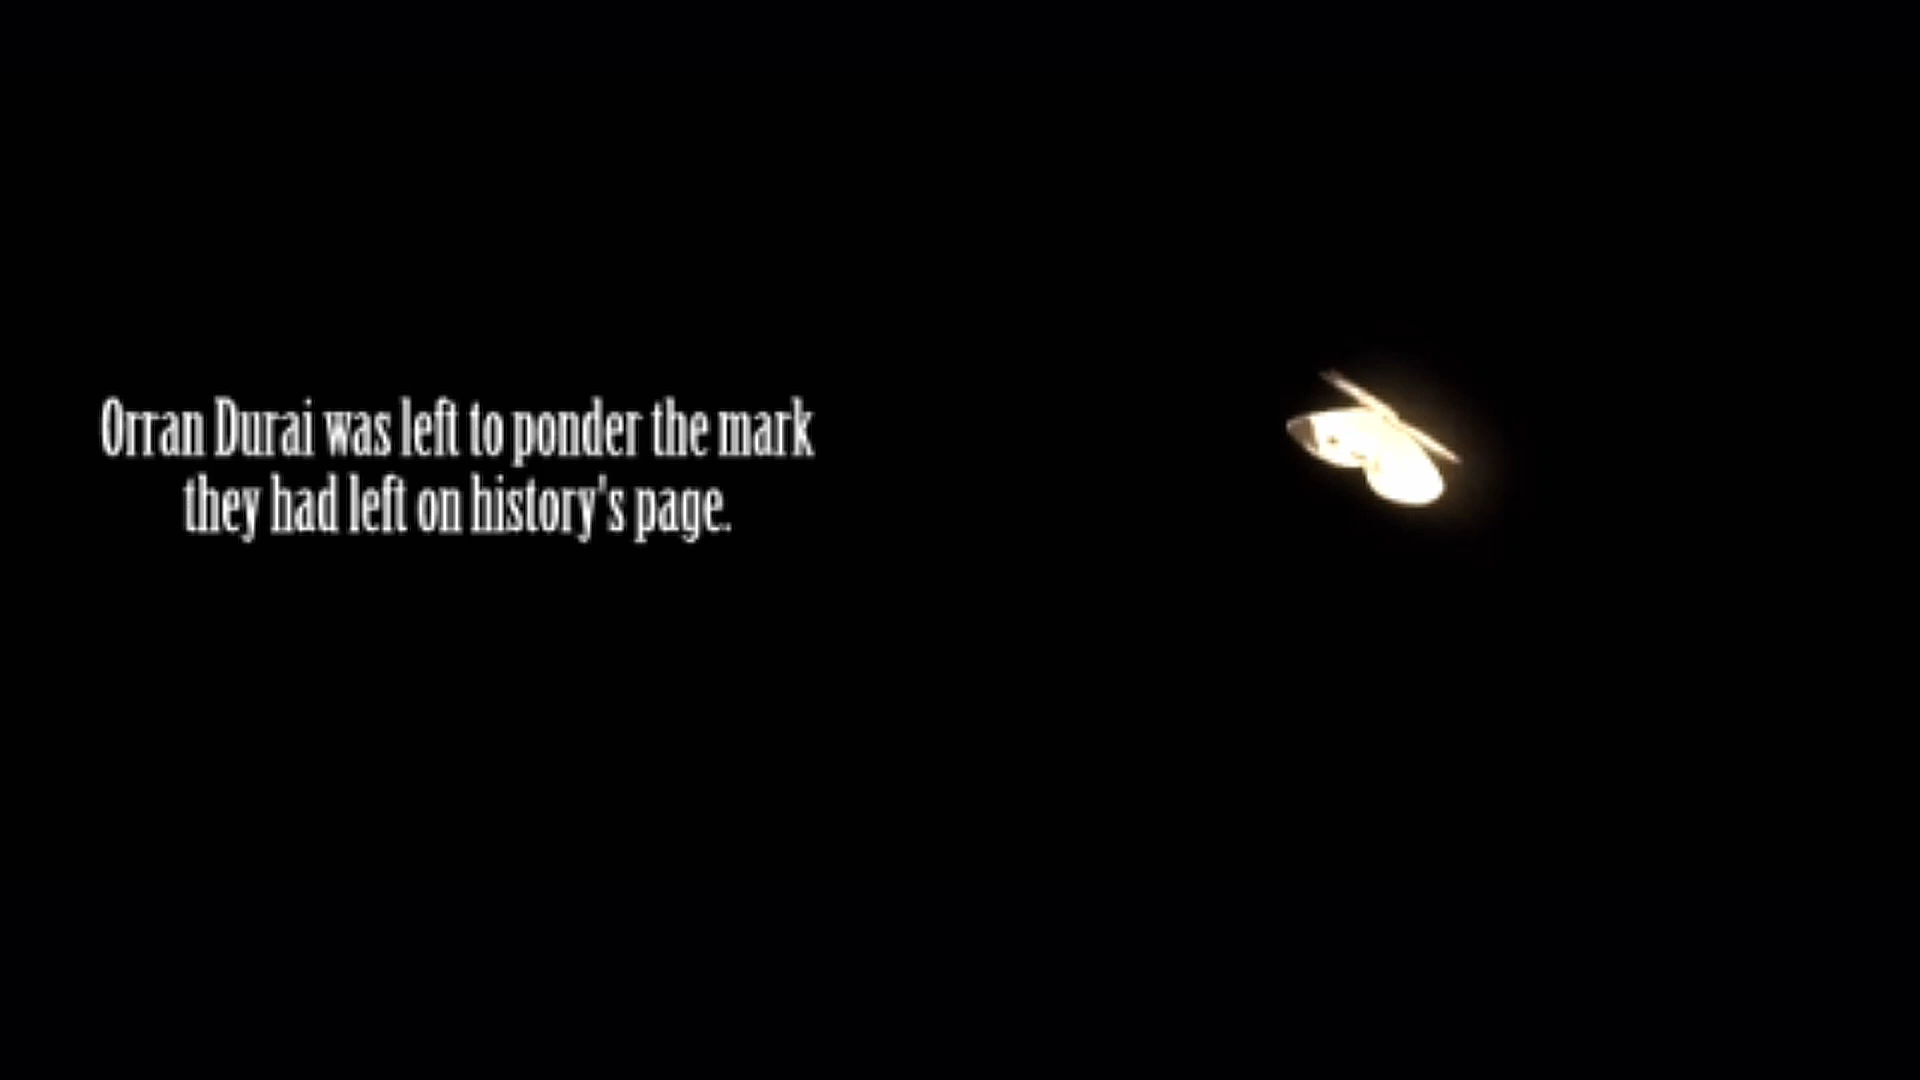 Orran Durai was left to ponder the mark
they had left on history's page.